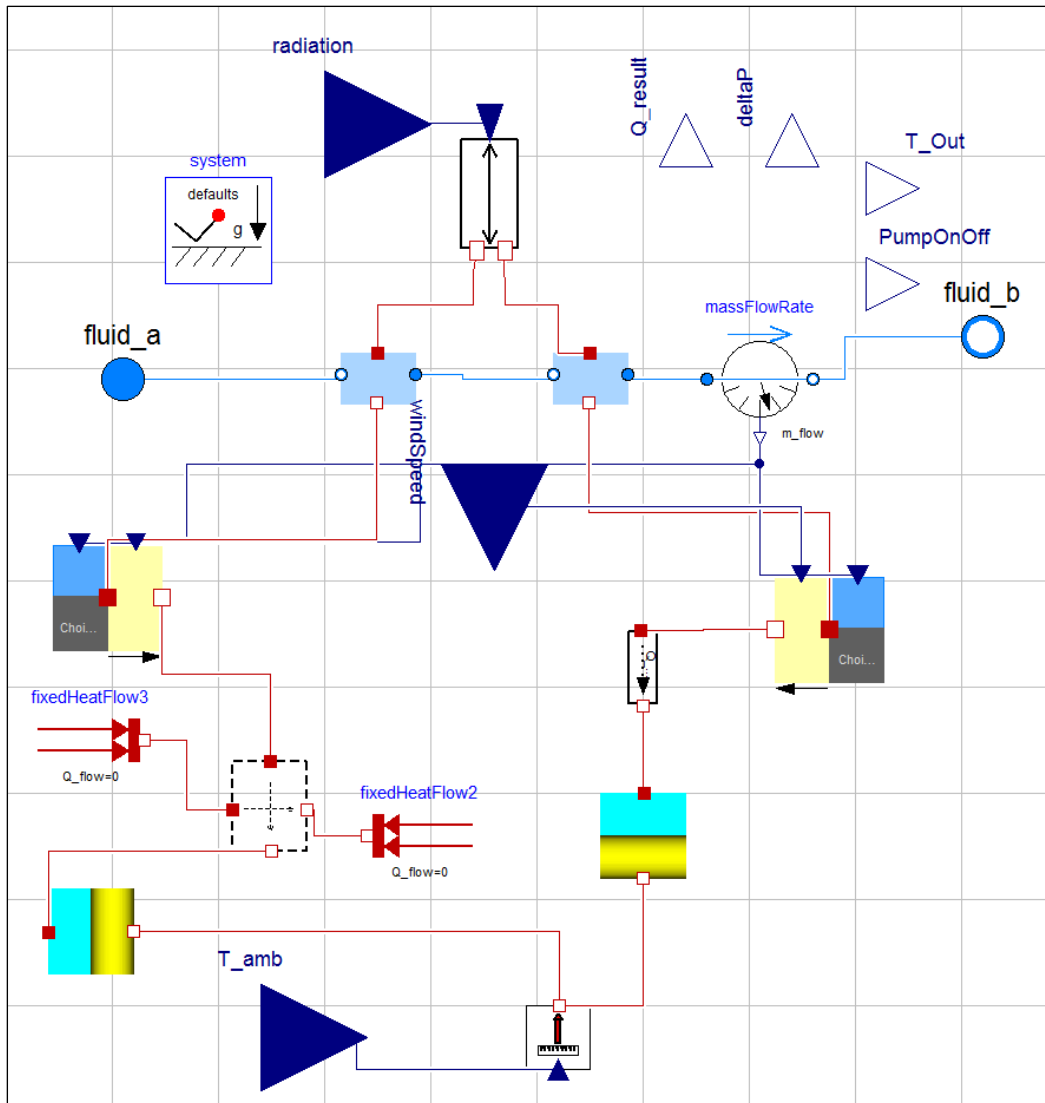 radiation
Q_result
deltaP
T_Out
system
defaults
g
PumpOnOff
fluid_b
massFlowRate
fluid_a
m_flow
windSpeed
Choi...
Choi...
fixedHeatFlow3
Q_flow=0
fixedHeatFlow2
Q_flow=0
T_amb